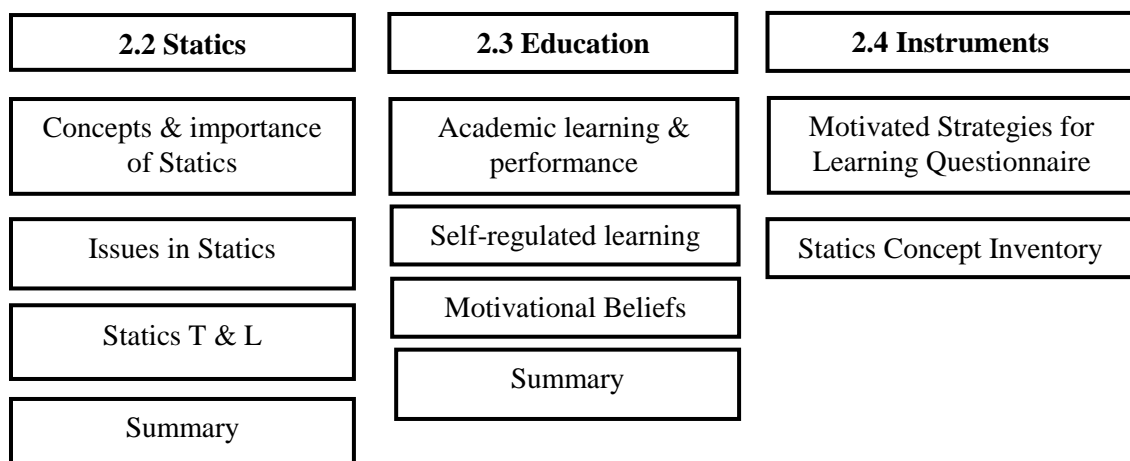 2.2 Statics
Concepts & importance
of Statics
Issues in Statics
Statics T & L
Summary
2.3 Education
Academic learning &
performance
Self-regulated learning
Motivational Beliefs
Summary
2.4 Instruments
Motivated Strategies for
Learning Questionnaire
Statics Concept Inventory